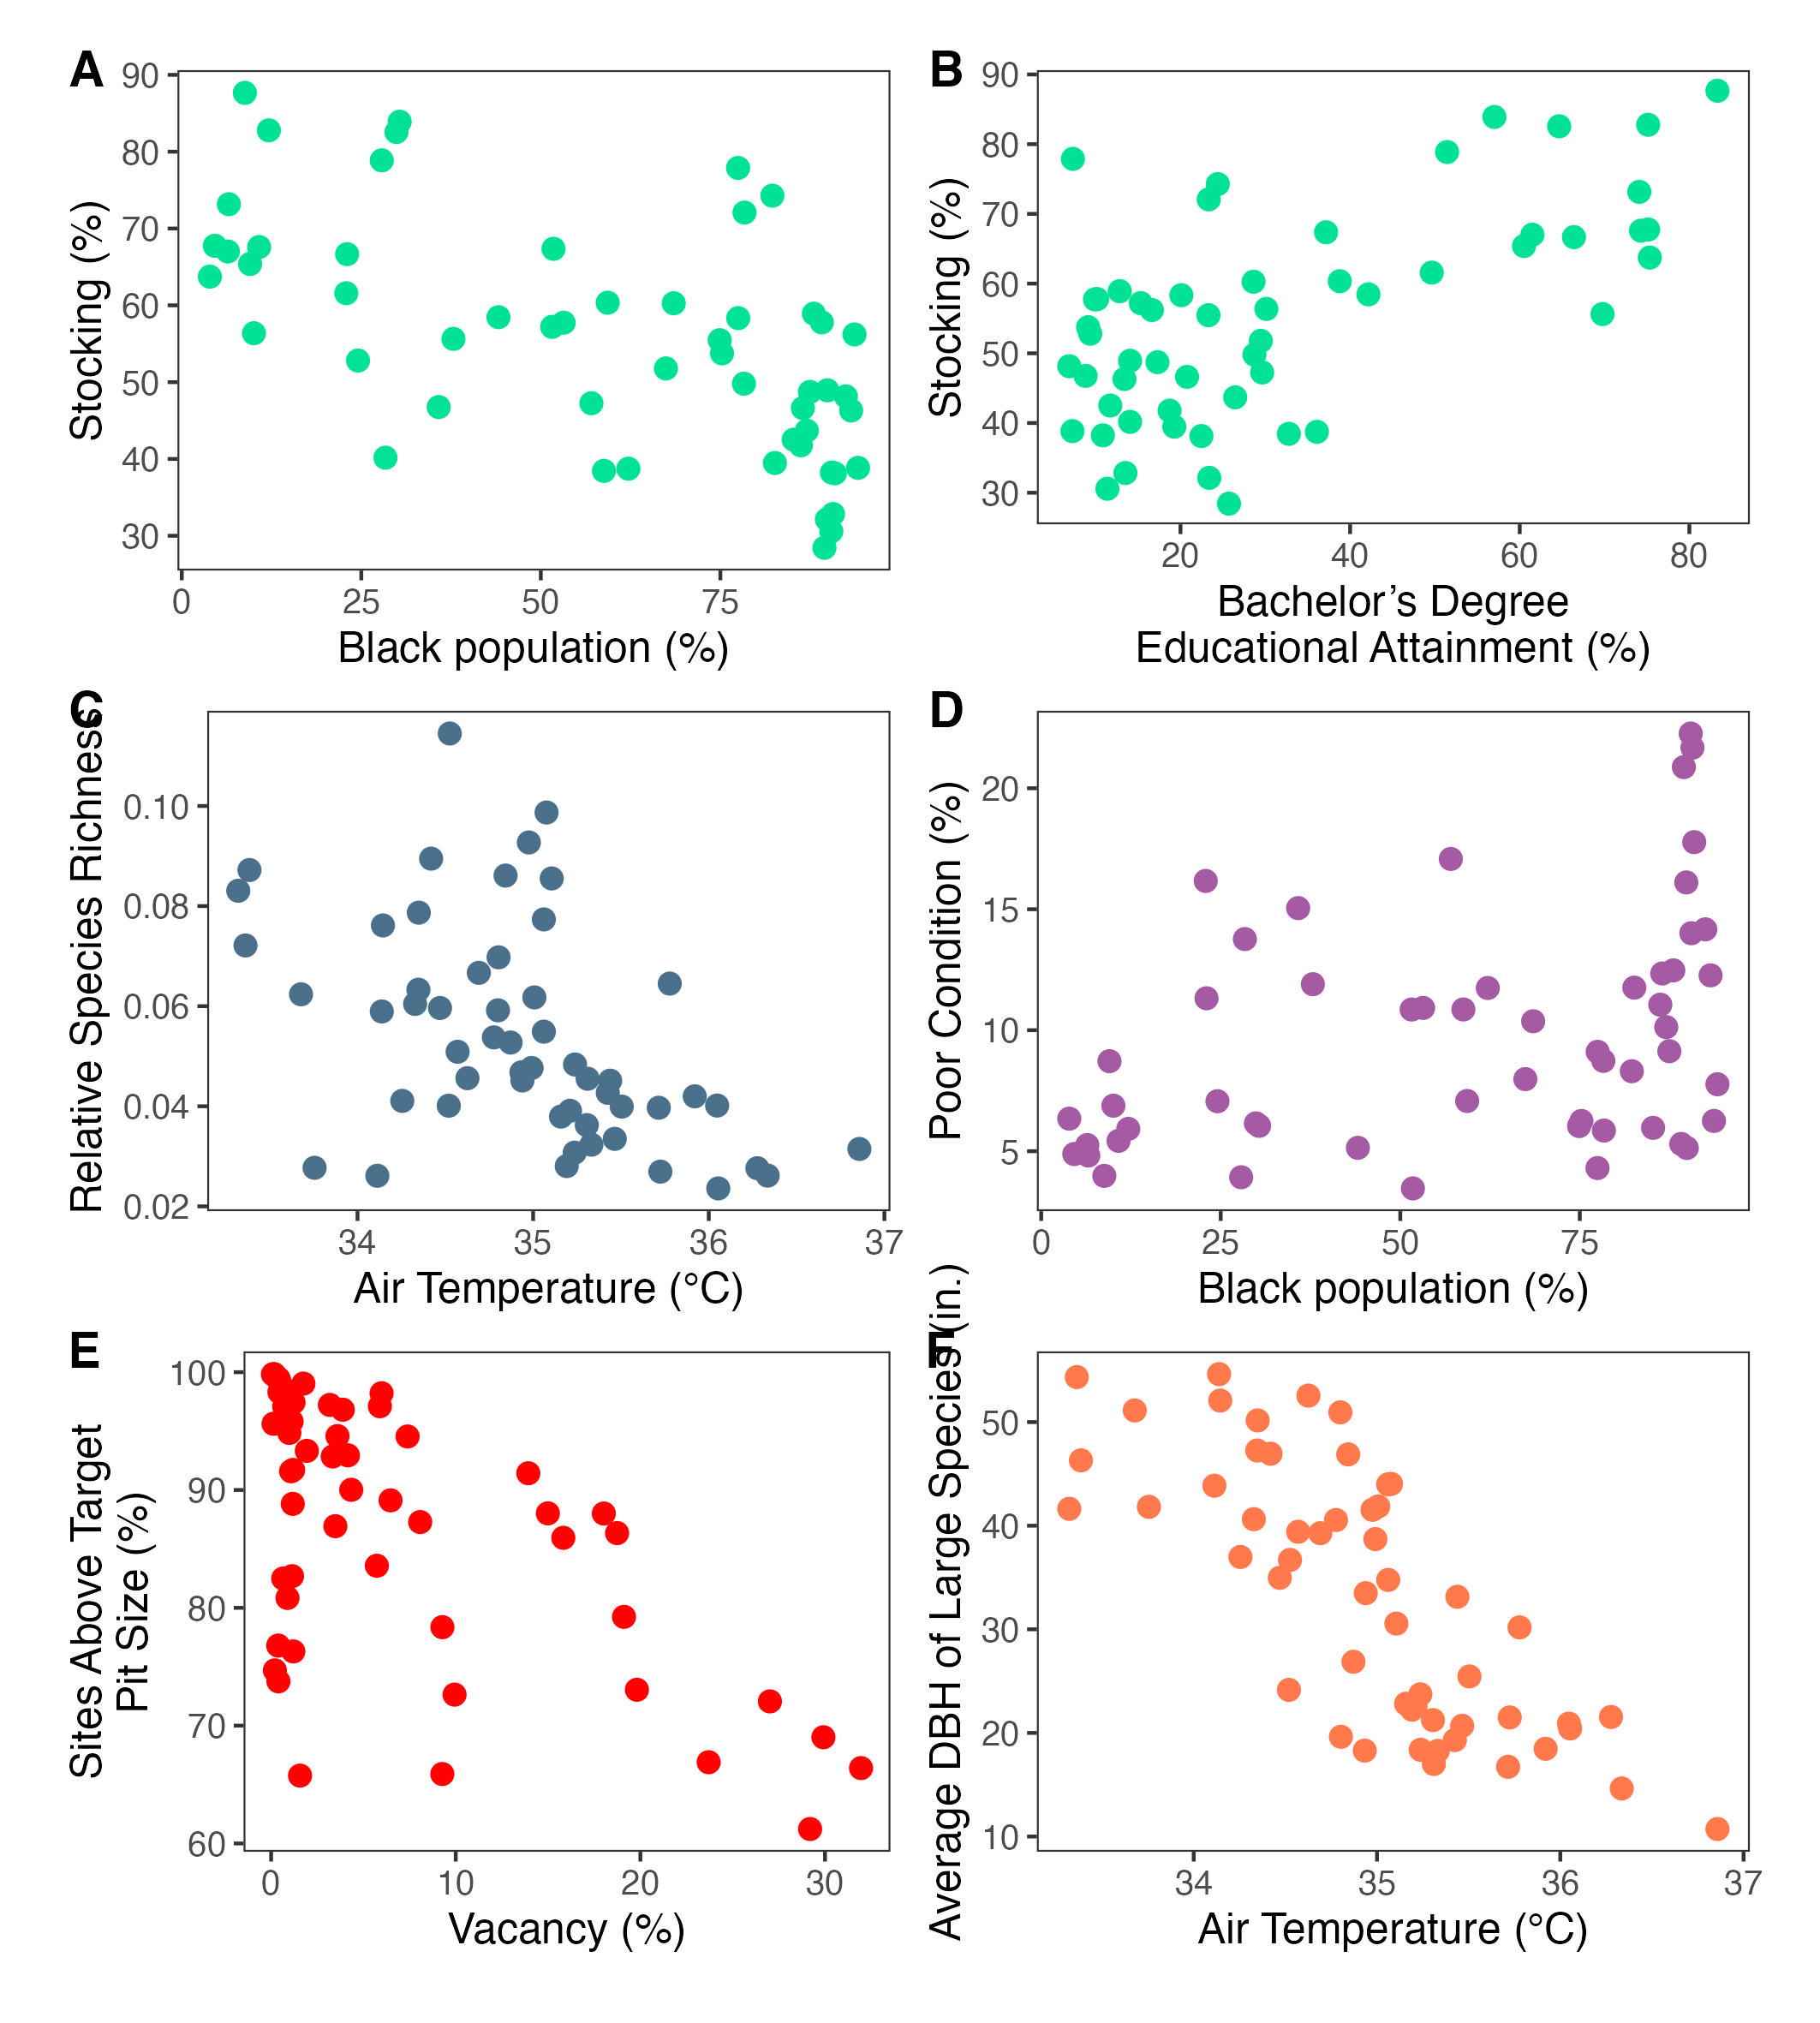 A
90
80
70
60
50
40
30
Stocking (%)
0 25 50 75
Black population (%)
B
90
80
70
60
50
40
30
Stocking (%)
20 40 60 80
Bachelor’s Degree
Educational Attainment (%)
C
0.10
0.08
0.06
0.04
0.02
Relative Species Richness
34 35 36 37
Air Temperature (°C)
D
20
15
10
5
Poor Condition (%)
0 25 50 75
Black population (%)
E
100
90
80
70
60
Sites Above Target
Pit Size (%)
0 10 20 30
Vacancy (%)
F
50
40
30
20
10
Average DBH of Large Species (in.)
34 35 36 37
Air Temperature (°C)